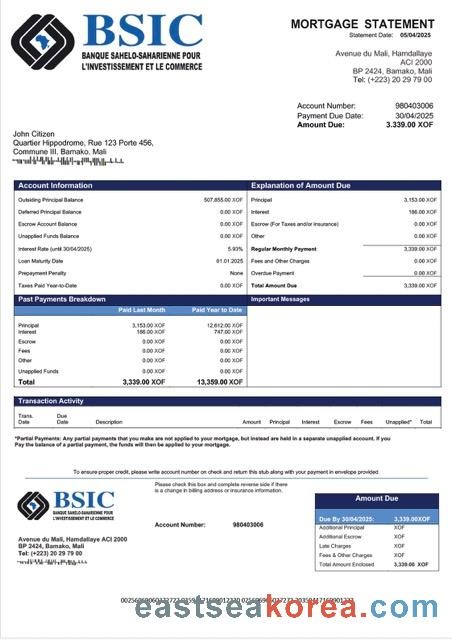 BSIC
BANQUE SAHELO-SAHARIENNE POUR
L'INVESTISSEMENT ET LE COMMERCE
MORTGAGE STATEMENT
Statement Date: 05/04/2025
Avenue du Mali, Hamdallaye
ACI 2000
BP 2424, Bamako, Mali
Tel: (+223) 20 29 79 00
Account Number: 980403006
Payment Due Date: 30/04/2025
Amount Due: 3.339.00 XOF
John Citizen
Quartier Hippodrome, Rue 123 Porte 456,
Commune III, Bamako, Mali
Account Information
Outsiding Principal Balance 507,855.00 XOF
Deferred Principal Balance 0.00 XOF
Escrow Account Balance 0.00 XOF
Unapplied Funds Balance 0.00 XOF
Interest Rate (until 30/04/2025) 5.93%
Loan Maturity Date 01.01.2025
Prepayment Penalty None
Taxes Paid Year-to-Date 0.00 XOF
Explanation of Amount Due
Principal 3,153.00 XOF
Interest 186.00 XOF
Escrow (For Taxes and/or insurance) 0.00 XOF
Other 0.00 XOF
Regular Monthly Payment 3,339.00 XOF
Fees and Other Charges 0.00 XOF
Overdue Payment 0.00 XOF
Total Amount Due 3,339.00 XOF
Past Payments Breakdown
Paid Last Month Paid Year to Date
Principal 3,153.00 XOF 12,612.00 XOF
Interest 186.00 XOF 747.00 XOF
Escrow 0.00 XOF 0.00 XOF
Fees 0.00 XOF 0.00 XOF
Other 0.00 XOF 0.00 XOF
Unapplied Funds 0.00 XOF 0.00 XOF
Total 3,339.00 XOF 13,359.00 XOF
Important Messages
Transaction Activity
Trans. Date Due Date Description Amount Principal Interest Escrow Fees Unapplied* Total
*Partial Payments: Any partial payments that you make are not applied to your mortgage, but instead are held in a separate unapplied account. If you
Pay the balance of a partial payment, the funds will then be applied to your mortgage.
To ensure proper credit, please write account number on check and return this stub along with your payment in envelope provided.
BSIC
BANQUE SAHELO-SAHARIENNE POUR
L'INVESTISSEMENT ET LE COMMERCE
Please check this box and complete reverse side if there
is a change in billing address or insurance information.
Account Number: 980403006
Avenue du Mali, Hamdallaye ACI 2000
BP 2424, Bamako, Mali
Tel: (+223) 20 29 79 00
Amount Due
Due By 30/04/2025: 3,339.00XOF
Additional Principal XOF
Additional Escrow XOF
Late Charges XOF
Fees & Other Charges XOF
Total Amount Enclosed 3,339.00 XOF
eastseakorea.com